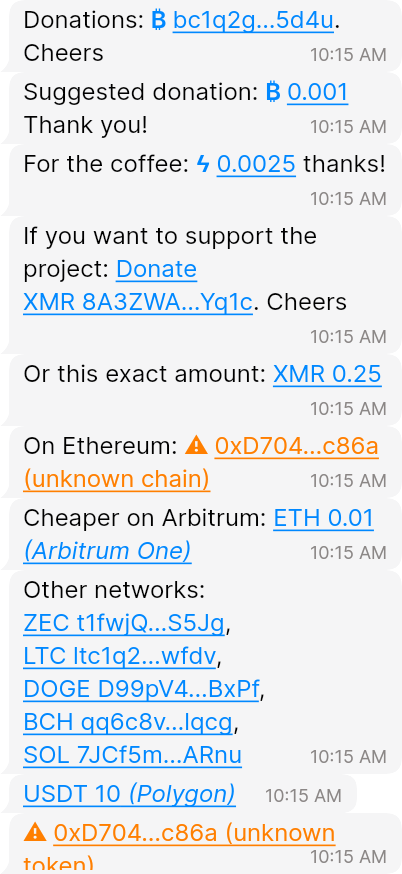 Donations: ₿ bc1q2g...5d4u.
Cheers 10:15 AM
Suggested donation: ₿ 0.001
Thank you! 10:15 AM
For the coffee: ϟ 0.0025 thanks!
10:15 AM
If you want to support the
project: Donate
XMR 8A3ZWA...Yq1c. Cheers
10:15 AM
Or this exact amount: XMR 0.25
10:15 AM
On Ethereum: ⚠ 0xD704...c86a
(unknown chain) 10:15 AM
Cheaper on Arbitrum: ETH 0.01
(Arbitrum One) 10:15 AM
Other networks:
ZEC t1fwjQ...S5Jg,
LTC ltc1q2...wfdv,
DOGE D99pV4...BxPf,
BCH qq6c8v...lqcg,
SOL 7JCf5m...ARnu 10:15 AM
USDT 10 (Polygon) 10:15 AM
⚠ 0xD704...c86a (unknown
token) 10:15 AM